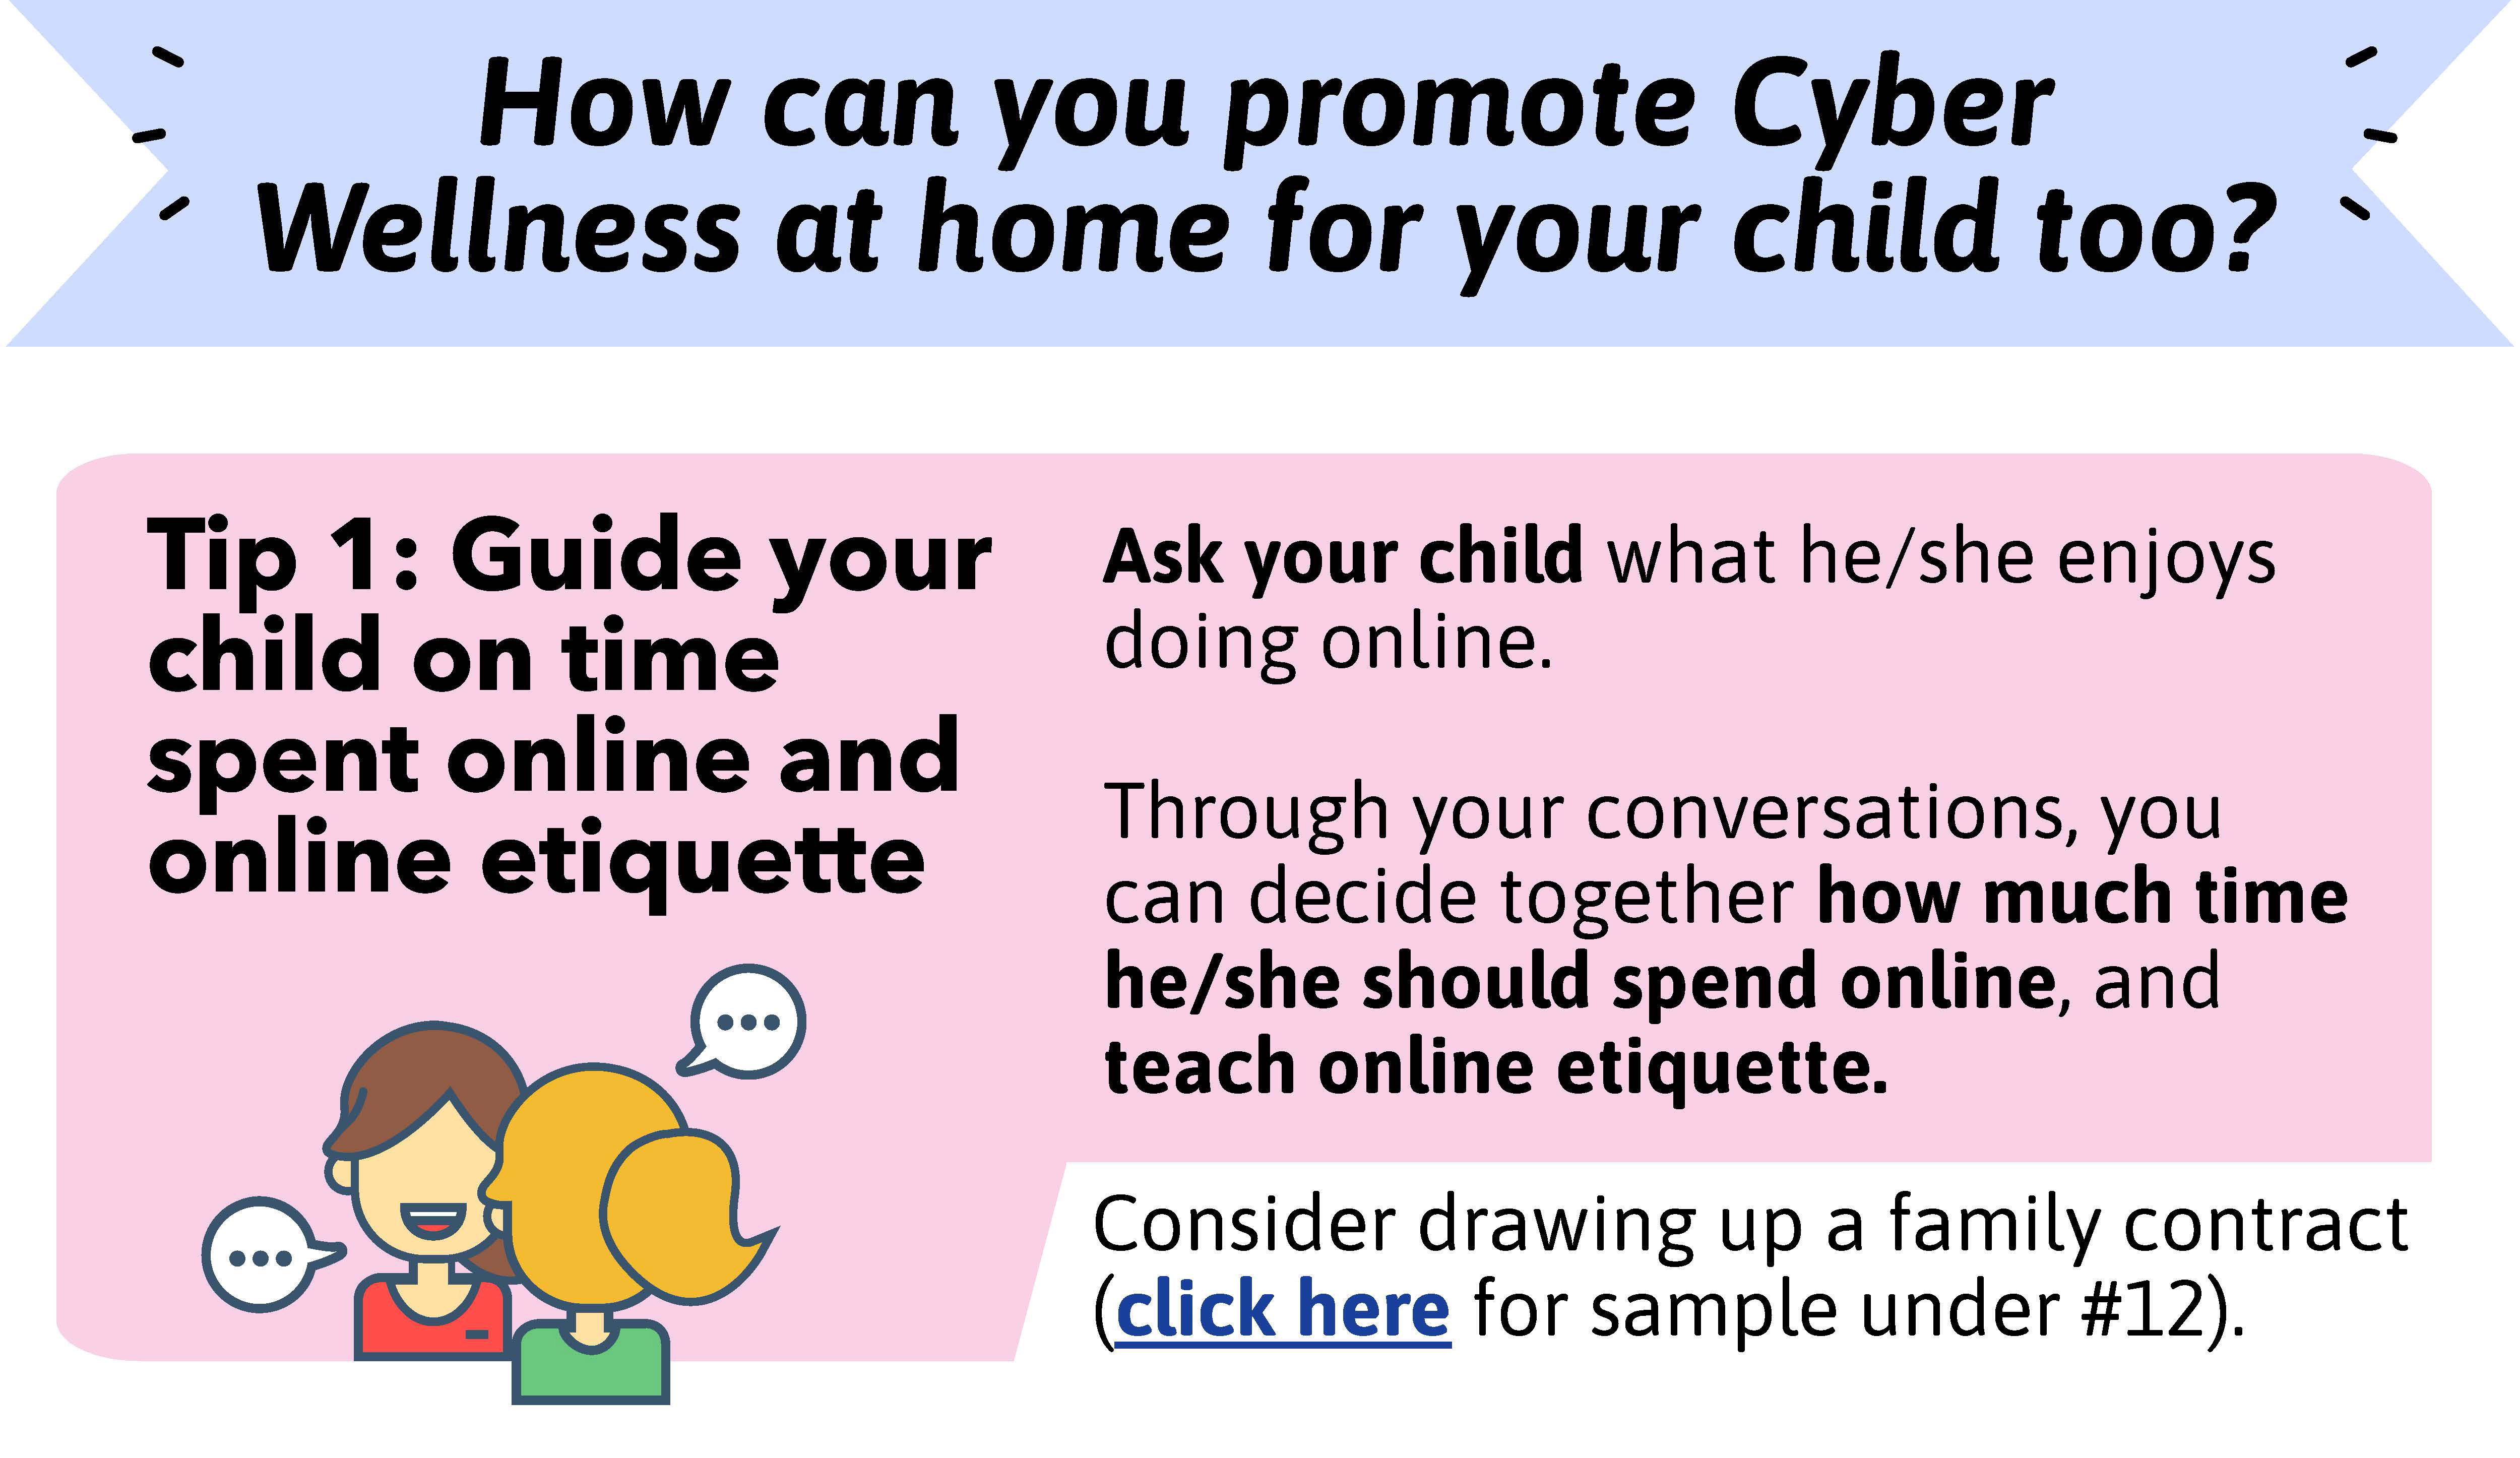 How can you promote Cyber
Wellness at home for your child too?
Tip 1: Guide your
child on time
spent online and
online etiquette
Ask your child what he/she enjoys
doing online.
Through your conversations, you
can decide together how much time
he/she should spend online, and
teach online etiquette.
Consider drawing up a family contract
(click here for sample under #12).